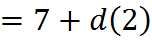 = 7 + d(2)